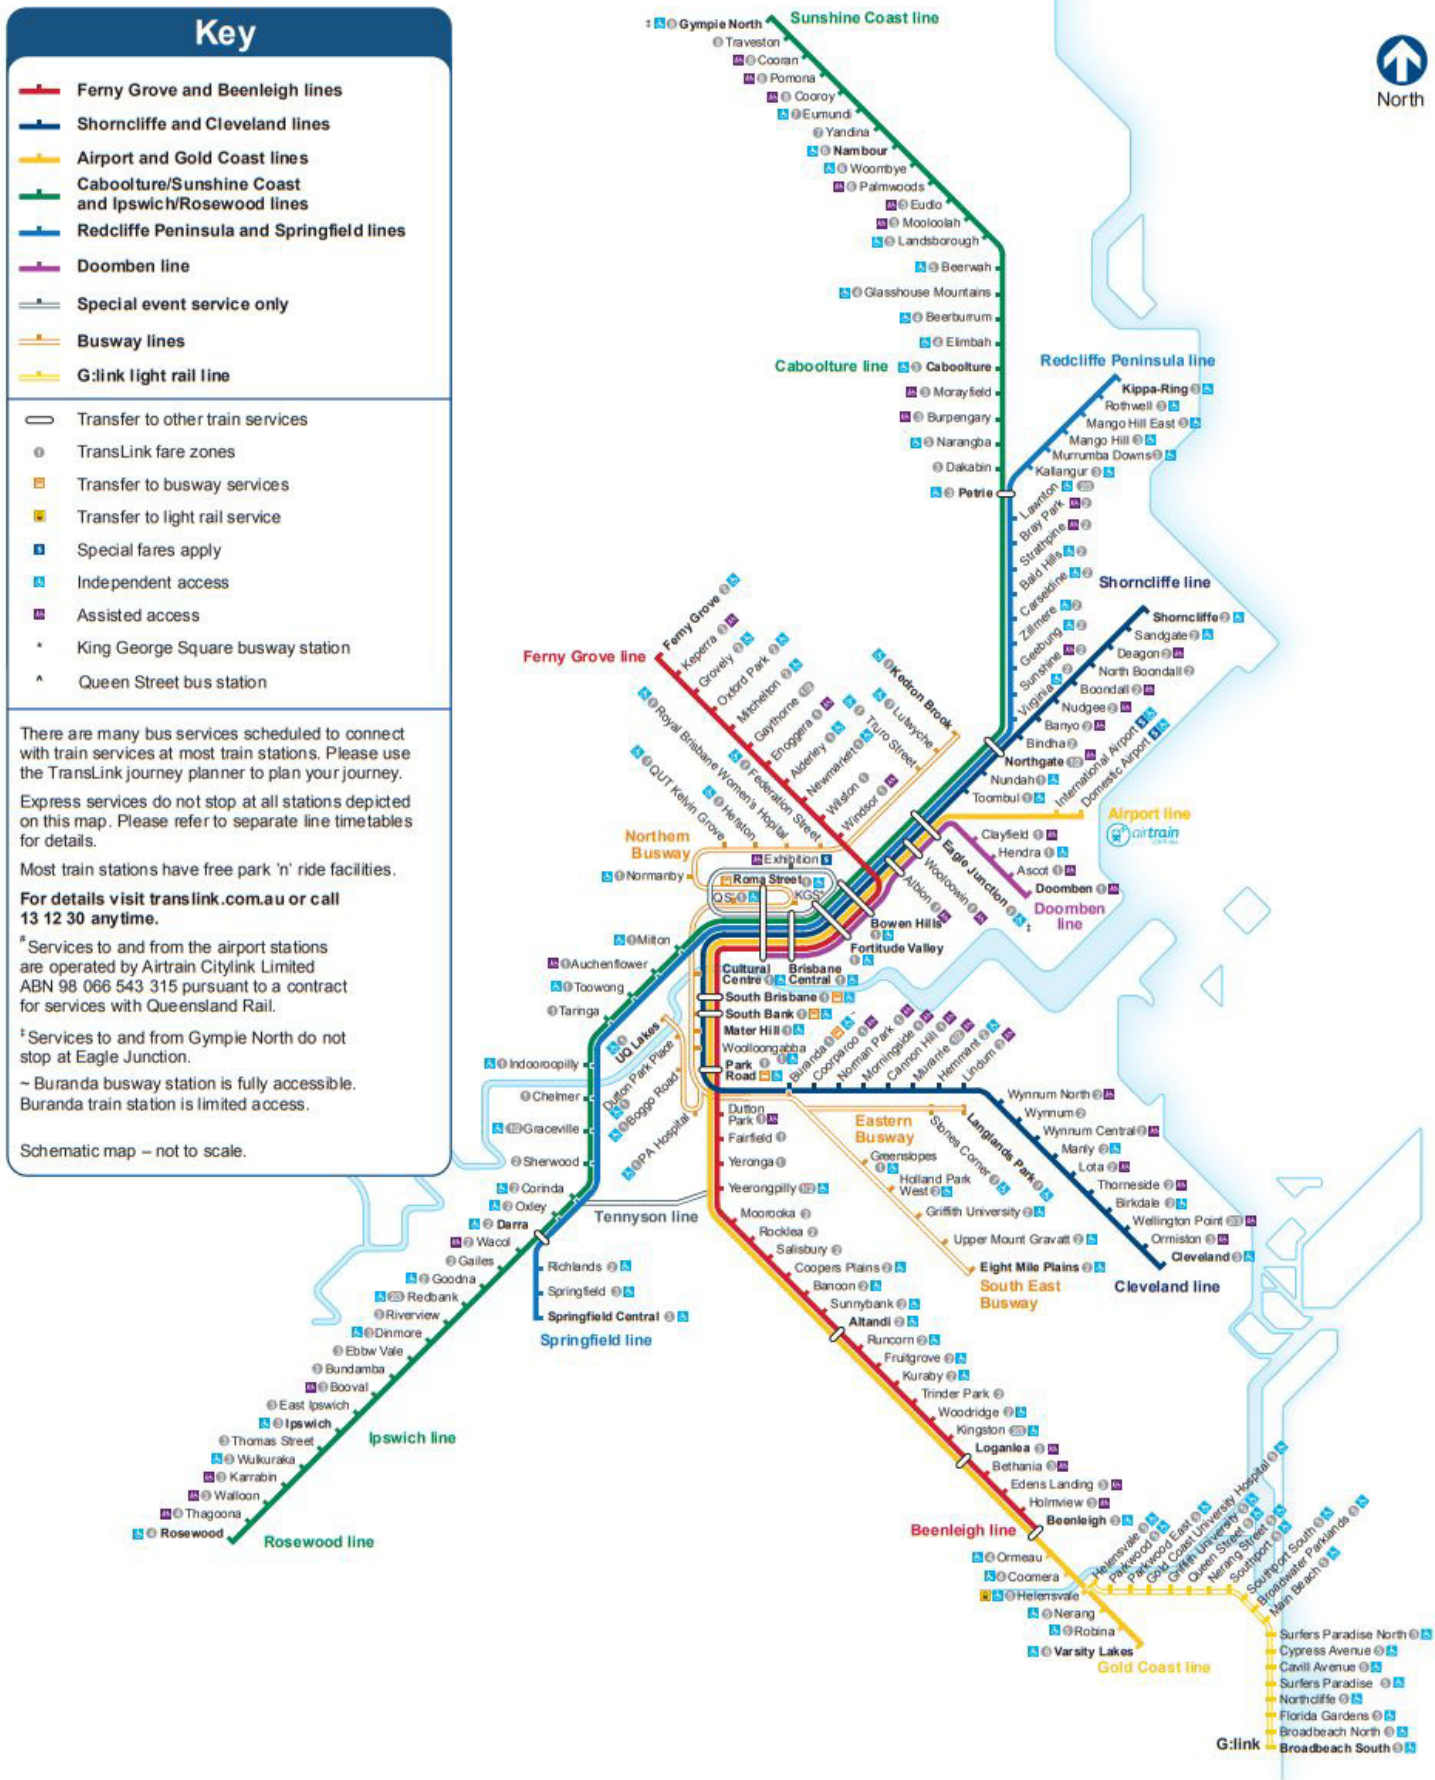 Key
Ferny Grove and Beenleigh lines
Shorncliffe and Cleveland lines
Airport and Gold Coast lines
Caboolture/Sunshine Coast
and Ipswich/Rosewood lines
Redcliffe Peninsula and Springfield lines
Doomben line
Special event service only
Busway lines
G:link light rail line
Transfer to other train services
TransLink fare zones
Transfer to busway services
Transfer to light rail service
Special fares apply
Independent access
Assisted access
* King George Square busway station
^ Queen Street bus station
There are many bus services scheduled to connect
with train services at most train stations. Please use
the TransLink journey planner to plan your journey.
Express services do not stop at all stations depicted
on this map. Please refer to separate line timetables
for details.
Most train stations have free park 'n' ride facilities.
For details visit translink.com.au or call
13 12 30 anytime.
# Services to and from the airport stations
are operated by Airtrain Citylink Limited
ABN 98 066 543 315 pursuant to a contract
for services with Queensland Rail.
‡ Services to and from Gympie North do not
stop at Eagle Junction.
~ Buranda busway station is fully accessible.
Buranda train station is limited access.
Schematic map – not to scale.
North
Sunshine Coast line
‡ Gympie North
Traveston
Cooran
Pomona
Cooroy
Eumundi
Yandina
Nambour
Woombye
Palmwoods
Eudlo
Mooloolah
Landsborough
Beerwah
Glasshouse Mountains
Beerburrum
Elimbah
Caboolture line
Caboolture
Morayfield
Burpengary
Narangba
Dakabin
Petrie
Redcliffe Peninsula line
Kippa-Ring
Rothwell
Mango Hill East
Mango Hill
Murrumba Downs
Kallangur
Lawnton
Bray Park
Strathpine
Bald Hills
Carseldine
Zillmere
Geebung
Sunshine
Virginia
Shorncliffe line
Shorncliffe
Sandgate
Deagon
North Boondall
Boondall
Nudgee
Banyo
Bindha
Northgate
Nundah
Toombul
International Airport
Domestic Airport
Airport line
airtrain
Clayfield
Hendra
Ascot
Doomben
Doomben
line
Eagle Junction ‡
Wooloowin
Albion
Bowen Hills
Fortitude Valley
Ferny Grove line
Ferny Grove
Keperra
Grovely
Oxford Park
Mitchelton
Gaythorne
Enoggera
Alderley
Newmarket
Wilston
Windsor
Kedron Brook
Lutwyche
Truro Street
Federation Street
Royal Brisbane Women's Hopital
Herston
QUT Kelvin Grove
Northern
Busway
Normanby
Exhibition
Roma Street
QS
KGS
Cultural
Centre
Brisbane
Central
South Brisbane
South Bank
Mater Hill
Woolloongabba
Park
Road
Milton
Auchenflower
Toowong
Taringa
Indooroopilly
Chelmer
Graceville
Sherwood
Corinda
Oxley
Darra
Wacol
Gailes
Goodna
Redbank
Riverview
Dinmore
Ebbw Vale
Bundamba
Booval
East Ipswich
Ipswich
Thomas Street
Wulkuraka
Karrabin
Walloon
Thagoona
Rosewood
Ipswich line
Rosewood line
Richlands
Springfield
Springfield Central
Springfield line
Tennyson line
UQ Lakes
Dutton Park Place
Boggo Road
PA Hospital
Buranda ~
Coorparoo
Norman Park
Morningside
Cannon Hill
Murarrie
Hemmant
Lindum
Wynnum North
Wynnum
Wynnum Central
Manly
Lota
Thorneside
Birkdale
Wellington Point
Ormiston
Cleveland
Cleveland line
Eastern
Busway
Stones Corner
Langlands Park
Greenslopes
Holland Park
West
Griffith University
Upper Mount Gravatt
Eight Mile Plains
South East
Busway
Dutton
Park
Fairfield
Yeronga
Yeerongpilly
Moorooka
Rocklea
Salisbury
Coopers Plains
Banoon
Sunnybank
Altandi
Runcorn
Fruitgrove
Kuraby
Trinder Park
Woodridge
Kingston
Loganlea
Bethania
Edens Landing
Holmview
Beenleigh
Beenleigh line
Ormeau
Coomera
Helensvale
Nerang
Robina
Varsity Lakes
Gold Coast line
Helensvale
Parkwood
Parkwood East
Gold Coast University Hospital
Griffith University
Queen Street
Nerang Street
Southport
Southport South
Broadwater Parklands
Main Beach
Surfers Paradise North
Cypress Avenue
Cavill Avenue
Surfers Paradise
Northcliffe
Florida Gardens
Broadbeach North
Broadbeach South
G:link